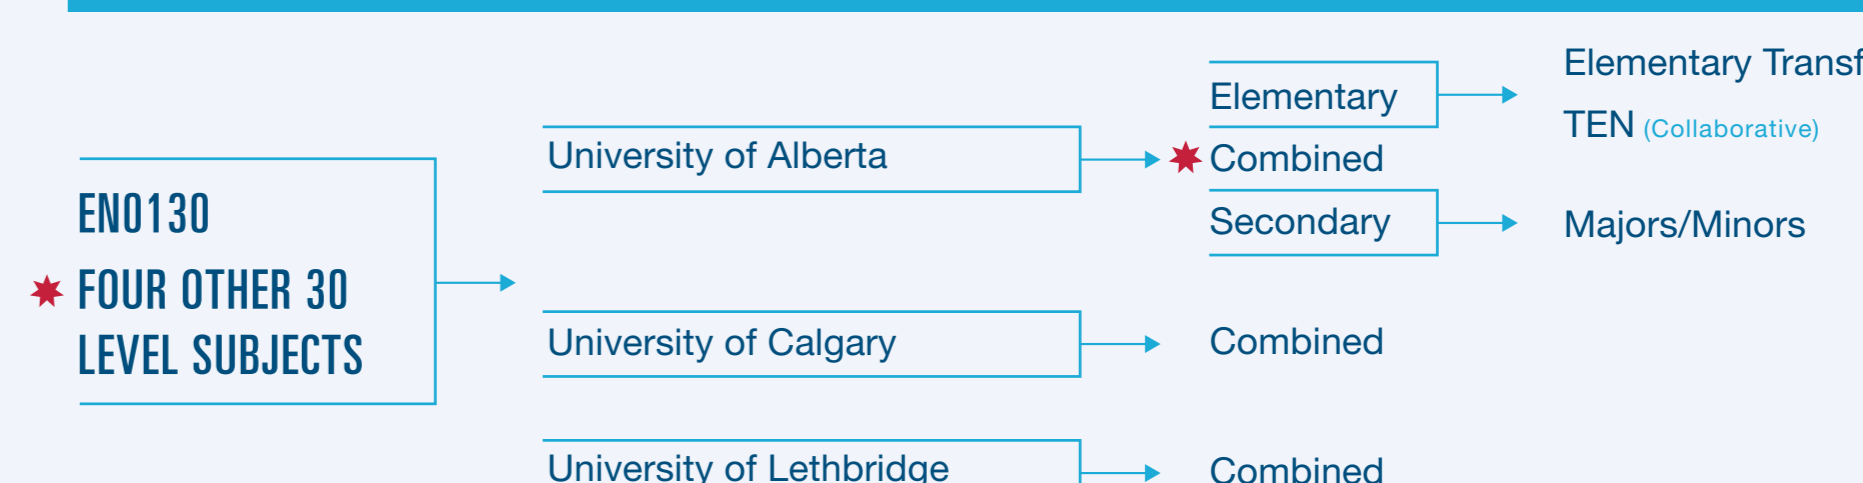 EN0130
FOUR OTHER 30
LEVEL SUBJECTS
University of Alberta
University of Calgary
University of Lethbridge
Elementary
Combined
Secondary
Combined
Combined
Elementary
TEN (Collaborative)
Majors/Minors